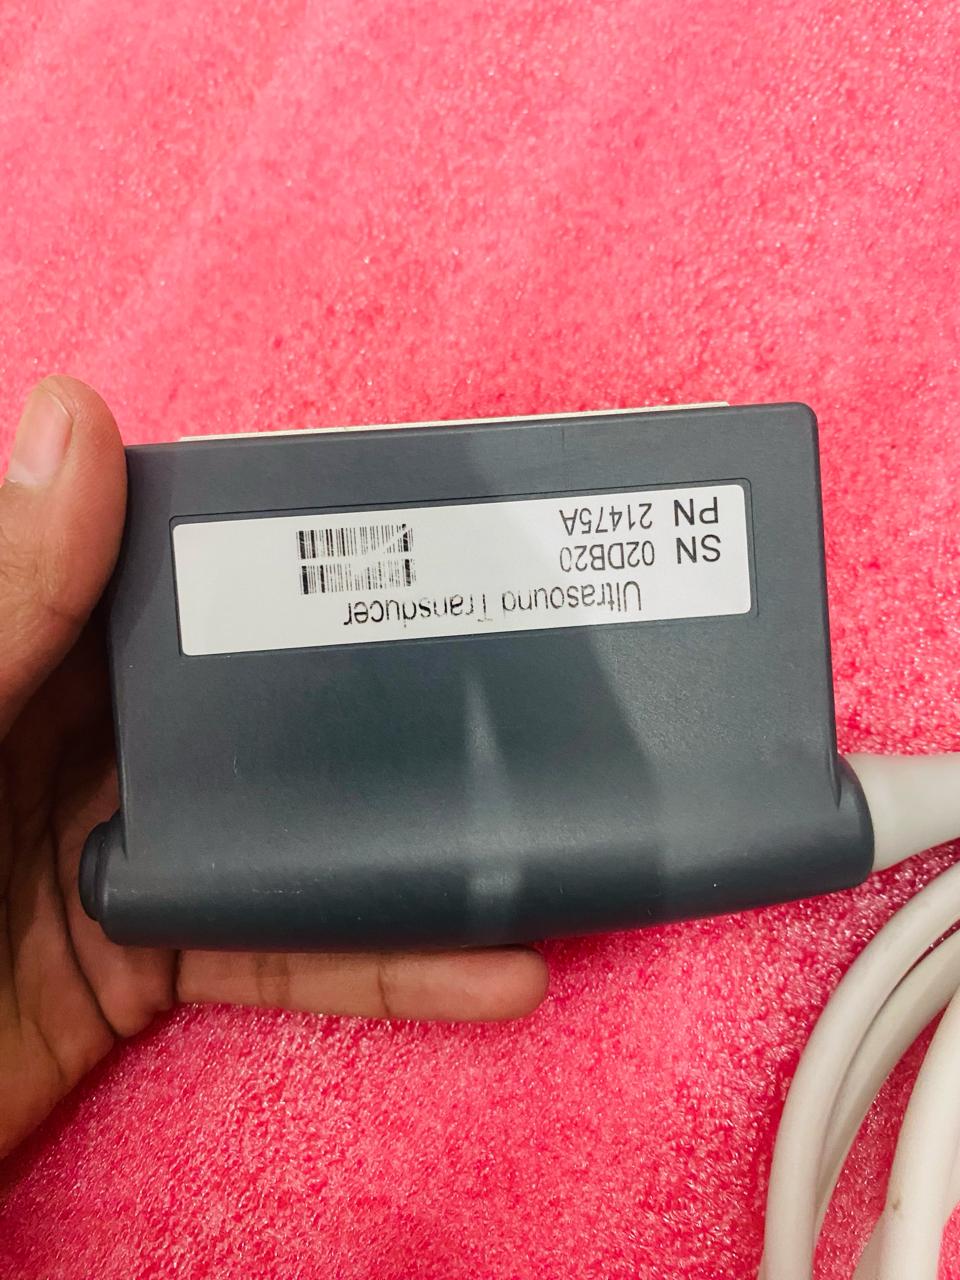 Ultrasound Transducer
SN 02DB20
PN 21475A